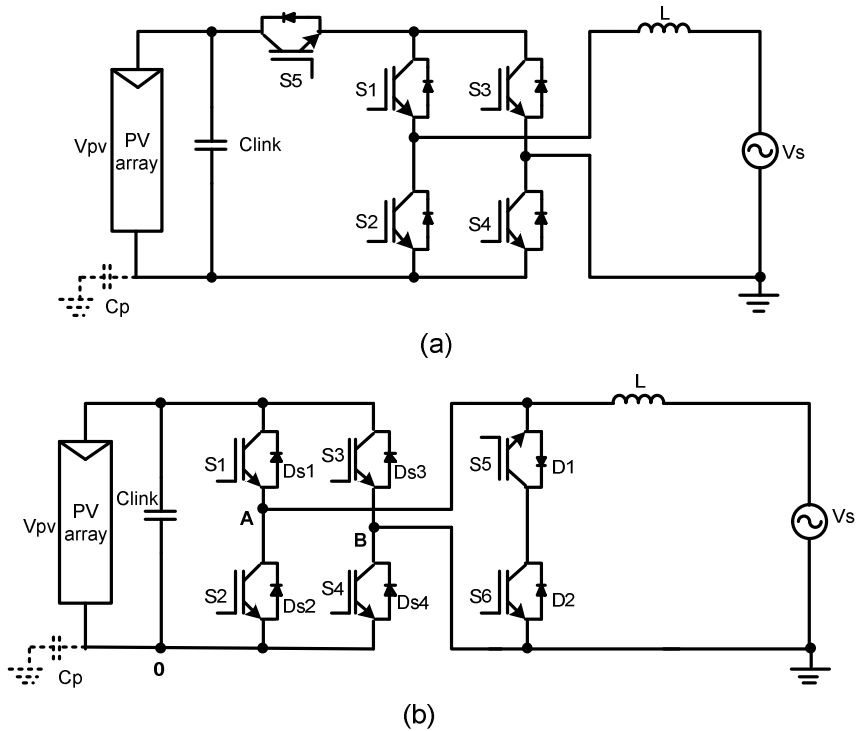 L
S5
S1
S3
Vpv
PV
array
Clink
Vs
S2
S4
Cp
(a)
L
S1
Ds1
S3
Ds3
S5
D1
Clink
PV
array
Vpv
A
B
Vs
S2
Ds2
S4
Ds4
S6
D2
Cp
0
(b)